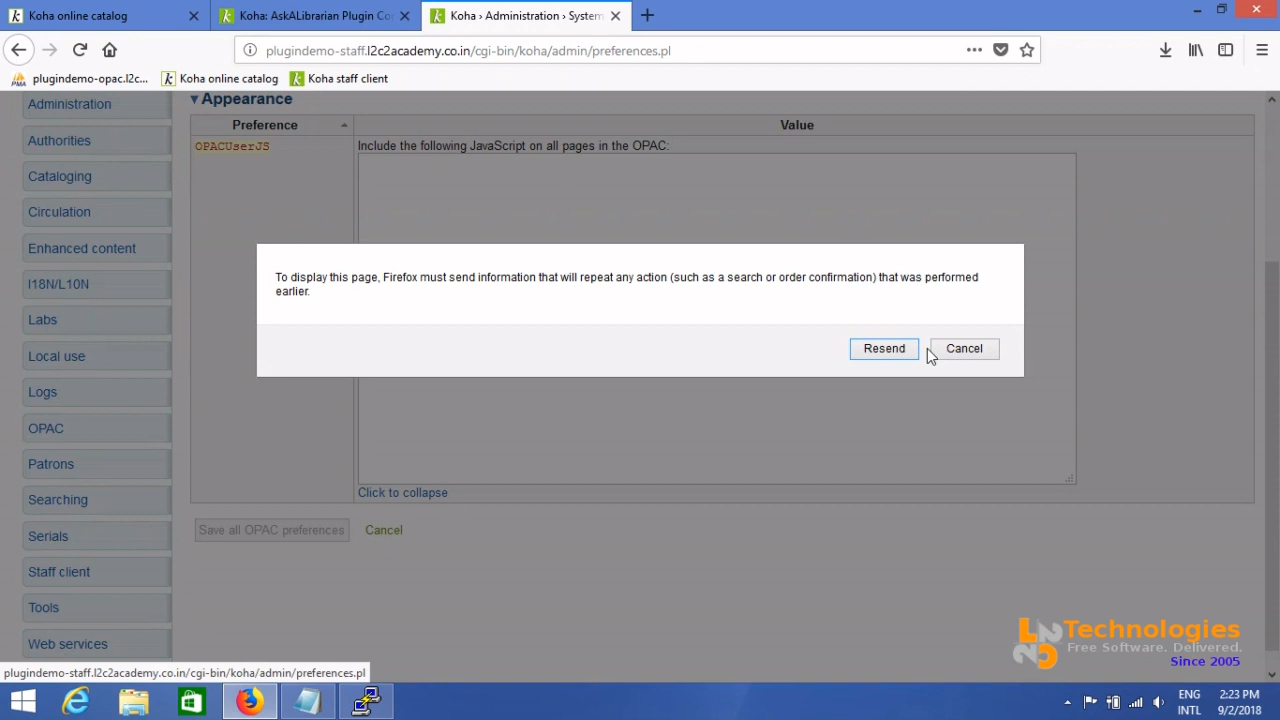 Koha online catalog
Koha: AskALibrarian Plugin Co
Koha › Administration › System
plugindemo-staff.l2c2academy.co.in/cgi-bin/koha/admin/preferences.pl
plugindemo-opac.l2c...
Koha online catalog
Koha staff client
Administration
Authorities
Cataloging
Circulation
Enhanced content
I18N/L10N
Labs
Local use
Logs
OPAC
Patrons
Searching
Serials
Staff client
Tools
Web services
Appearance
Preference
Value
OPACUserJS
Include the following JavaScript on all pages in the OPAC:
To display this page, Firefox must send information that will repeat any action (such as a search or order confirmation) that was performed
earlier.
Resend
Cancel
Click to collapse
Save all OPAC preferences
Cancel
L2C2 Technologies
Free Software. Delivered.
Since 2005
plugindemo-staff.l2c2academy.co.in/cgi-bin/koha/admin/preferences.pl
ENG
INTL
2:23 PM
9/2/2018